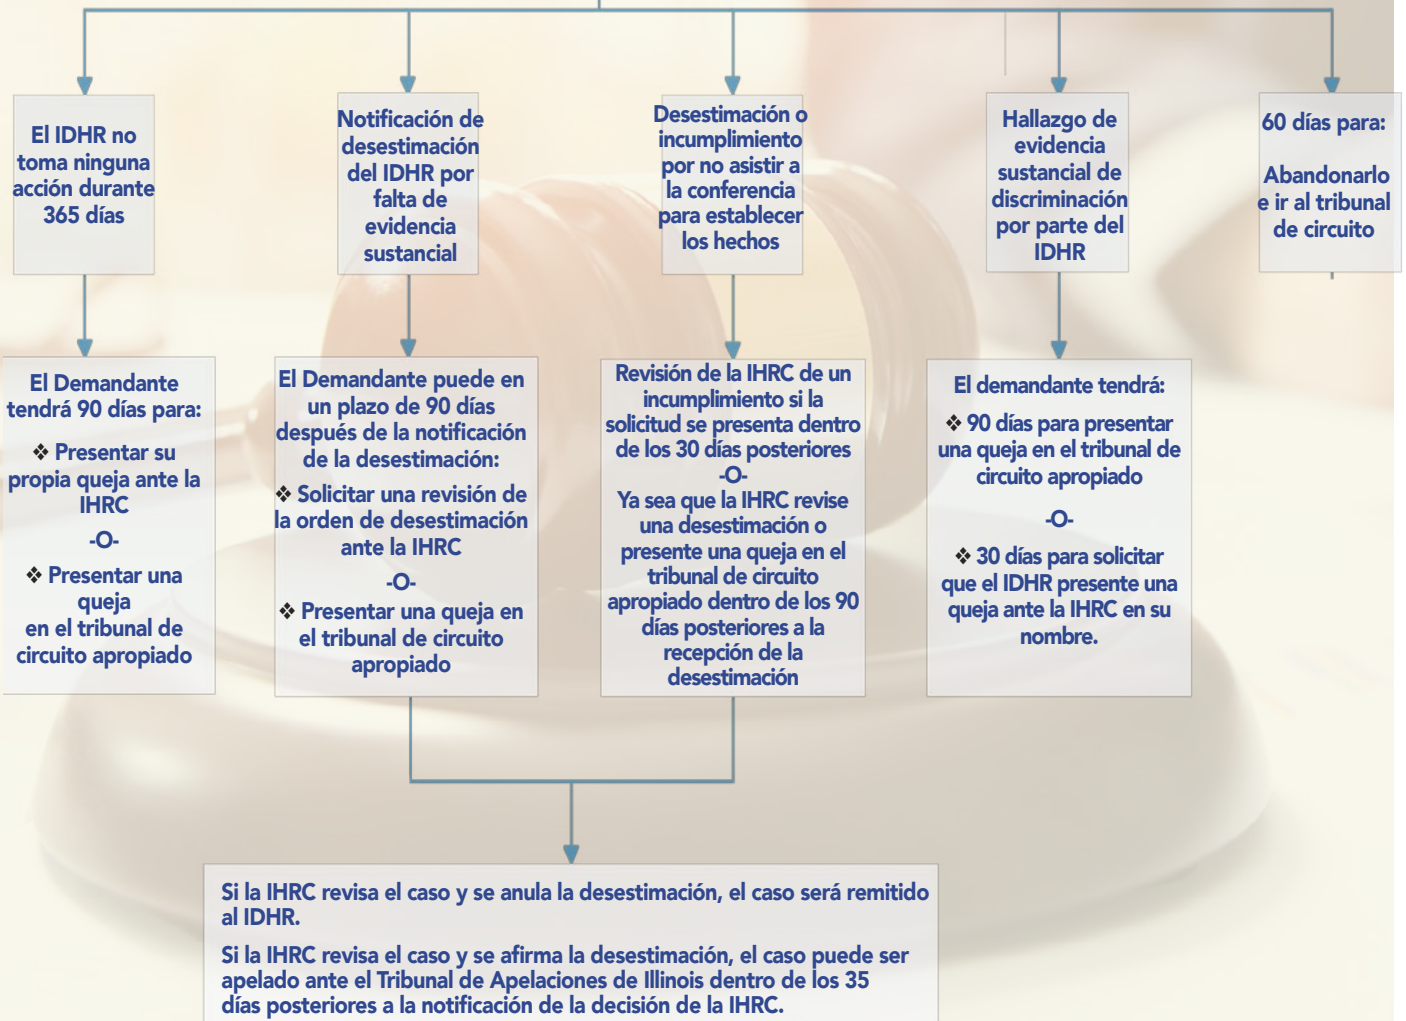 El IDHR no
toma ninguna
acción durante
365 días
Notificación de
desestimación
del IDHR por
falta de
evidencia
sustancial
Desestimación o
incumplimiento
por no asistir a
la conferencia
para establecer
los hechos
Hallazgo de
evidencia
sustancial de
discriminación
por parte del
IDHR
60 días para:
Abandonarlo
e ir al tribunal
de circuito
El Demandante
tendrá 90 días para:
❖ Presentar su
propia queja ante la
IHRC
-O-
❖ Presentar una
queja
en el tribunal de
circuito apropiado
El Demandante puede en
un plazo de 90 días
después de la notificación
de la desestimación:
❖ Solicitar una revisión de
la orden de desestimación
ante la IHRC
-O-
❖ Presentar una queja en
el tribunal de circuito
apropiado
Revisión de la IHRC de un
incumplimiento si la
solicitud se presenta dentro
de los 30 días posteriores
-O-
Ya sea que la IHRC revise
una desestimación o
presente una queja en el
tribunal de circuito
apropiado dentro de los 90
días posteriores a la
recepción de la
desestimación
El demandante tendrá:
❖ 90 días para presentar
una queja en el tribunal de
circuito apropiado
-O-
❖ 30 días para solicitar
que el IDHR presente una
queja ante la IHRC en su
nombre.
Si la IHRC revisa el caso y se anula la desestimación, el caso será remitido
al IDHR.
Si la IHRC revisa el caso y se afirma la desestimación, el caso puede ser
apelado ante el Tribunal de Apelaciones de Illinois dentro de los 35
días posteriores a la notificación de la decisión de la IHRC.